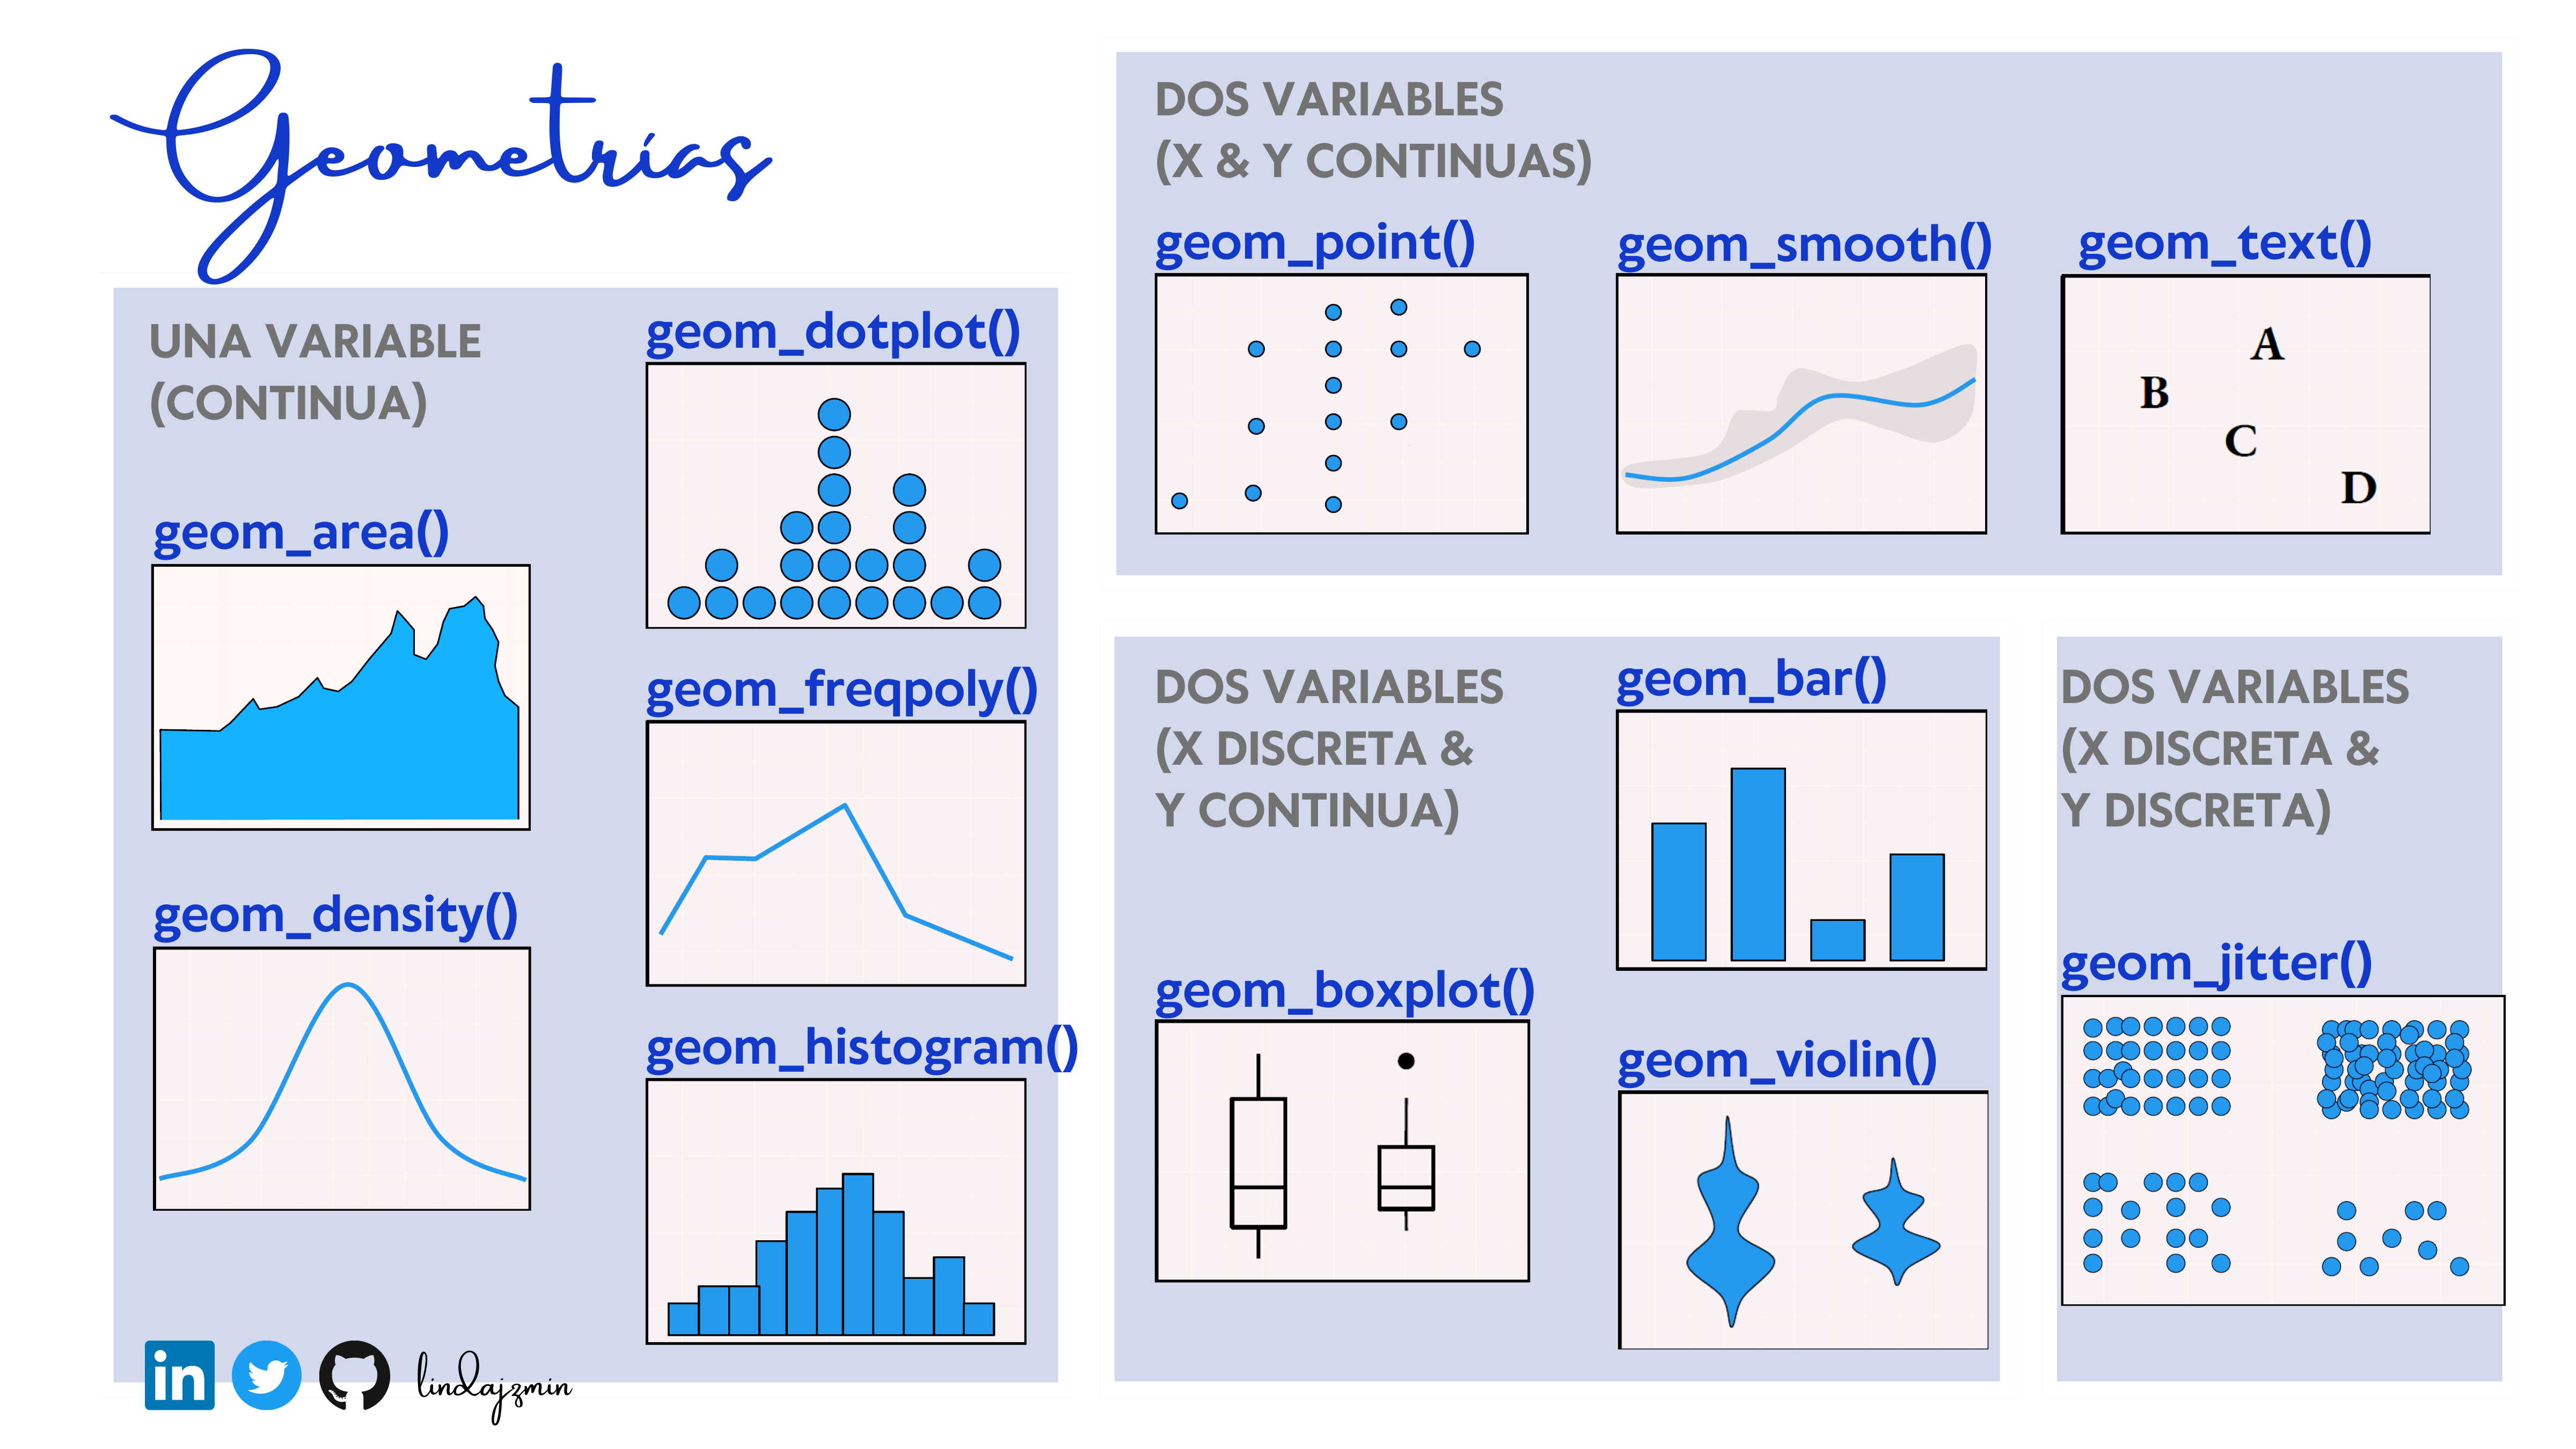 Geometrías
UNA VARIABLE
(CONTINUA)
geom_area()
geom_density()
geom_dotplot()
geom_freqpoly()
geom_histogram()
in
lindajzmin
DOS VARIABLES
(X & Y CONTINUAS)
geom_point()
geom_smooth()
geom_text()
A
B
C
D
DOS VARIABLES
(X DISCRETA &
Y CONTINUA)
geom_boxplot()
geom_bar()
geom_violin()
DOS VARIABLES
(X DISCRETA &
Y DISCRETA)
geom_jitter()